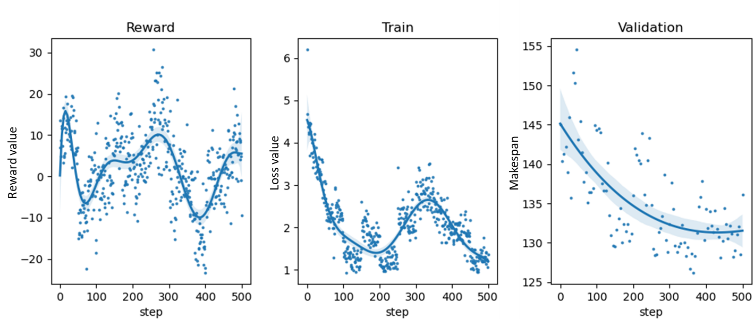 Reward
Reward value
30
20
10
0
−10
−20
0 100 200 300 400 500
step
Train
Loss value
6
5
4
3
2
1
0 100 200 300 400 500
step
Validation
Makespan
155
150
145
140
135
130
125
0 100 200 300 400 500
step